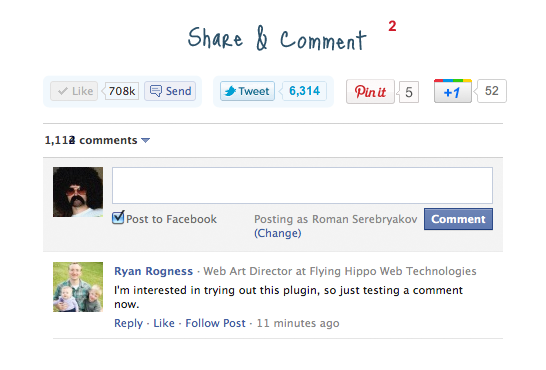 Share & Comment 2
Like 708k Send Tweet 6,314 Pin it 5 +1 52
comments
Post to Facebook Posting as Roman Serebryakov Comment
(Change)
Ryan Rogness · Web Art Director at Flying Hippo Web Technologies
I'm interested in trying out this plugin, so just testing a comment
now.
Reply · Like · Follow Post · 11 minutes ago